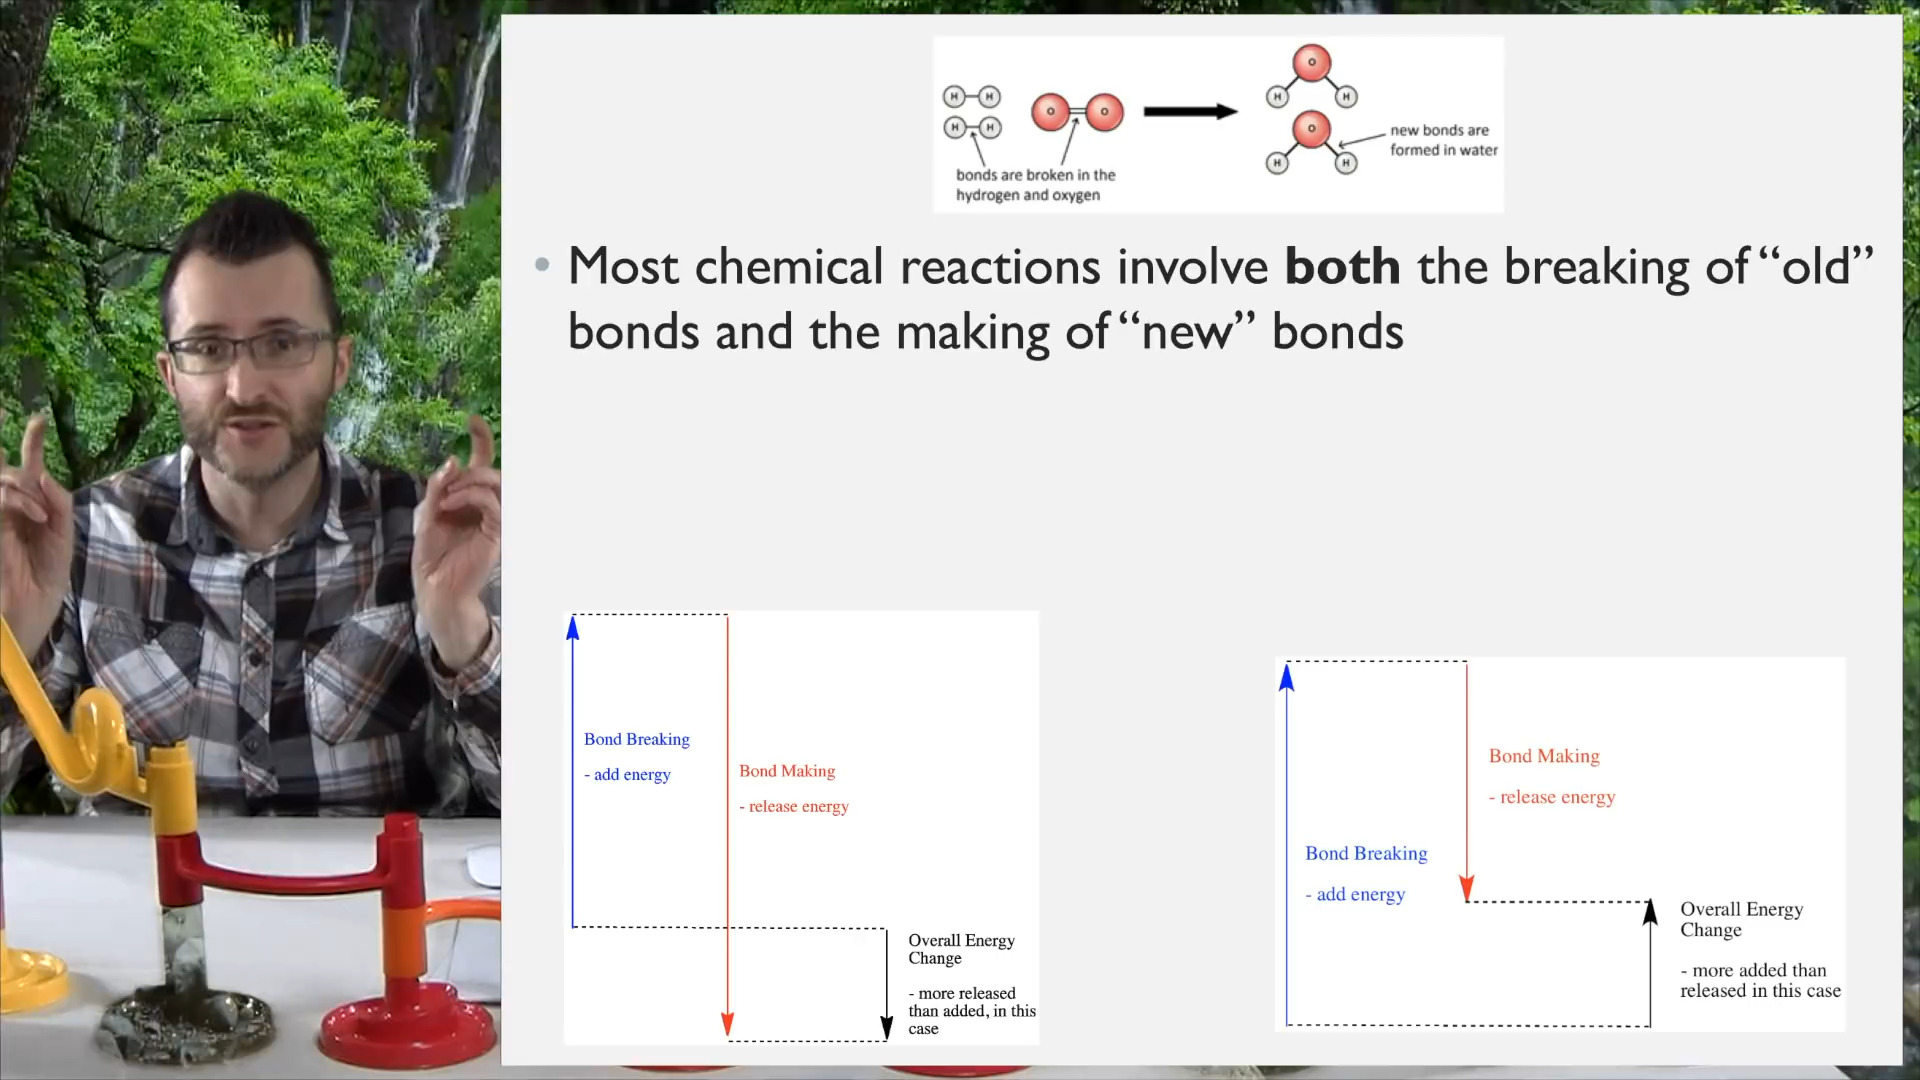 H H
H H
O O
O
H H
O
H H
bonds are broken in the
hydrogen and oxygen
new bonds are
formed in water
• Most chemical reactions involve both the breaking of “old”
bonds and the making of “new” bonds
Bond Breaking
- add energy
Bond Making
- release energy
Overall Energy
Change
- more released
than added, in this
case
Bond Making
- release energy
Bond Breaking
- add energy
Overall Energy
Change
- more added than
released in this case